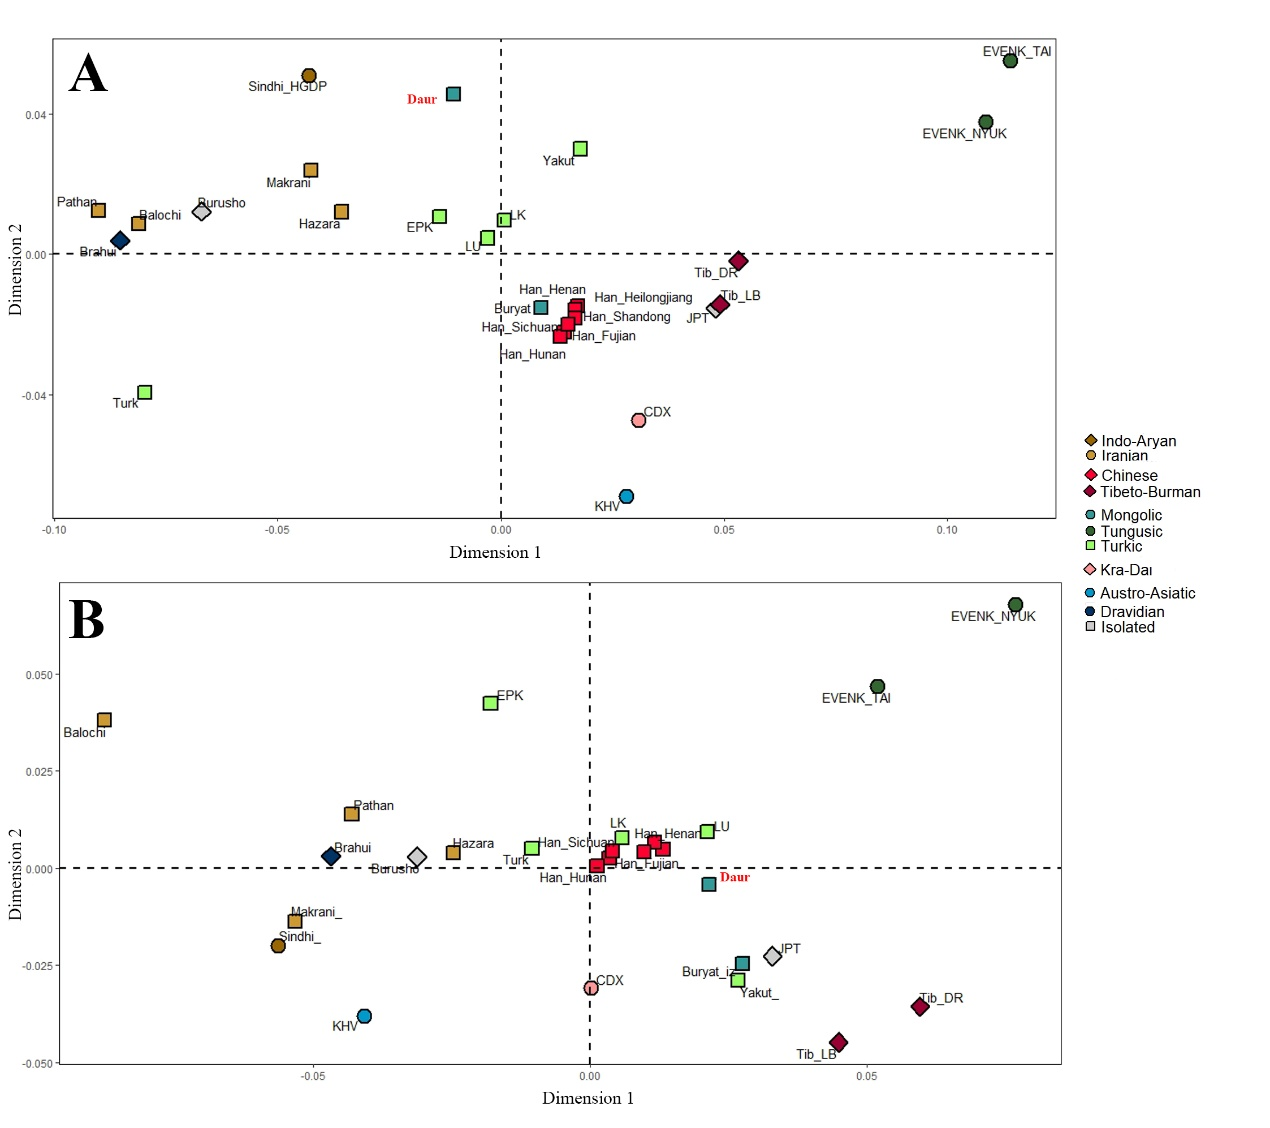 A
EVENK_TAI
Sindhi_HGDP
Daur
0.04
EVENK_NYUK
Yakut
Makrani
Pathan
Burusho
Balochi
Hazara
EPK
LK
LU
Brahui
0.00
Dimension 2
Tib_DR
Han_Henan
Han_Heilongjiang
Tib_LB
Buryat
Han_Shandong
JPT
Han_Sichuan
Han_Fujian
Han_Hunan
-0.04
Turk
CDX
KHV
-0.10
-0.05
0.00
0.05
0.10
Dimension 1
Indo-Aryan
Iranian
Chinese
Tibeto-Burman
Mongolic
Tungusic
Turkic
Kra-Dai
Austro-Asiatic
Dravidian
Isolated
B
EVENK_NYUK
0.050
EPK
EVENK_TAI
Balochi
0.025
Pathan
LK
LU
Han_Henan
Han_Sichuan
Hazara
Brahui
Turk
Han_Fujian
Burusho
0.000
Han_Hunan
Daur
Dimension 2
Makrani_
Sindhi_
JPT
-0.025
Buryat_iz
CDX
Yakut_
Tib_DR
KHV
Tib_LB
-0.050
-0.05
0.00
0.05
Dimension 1